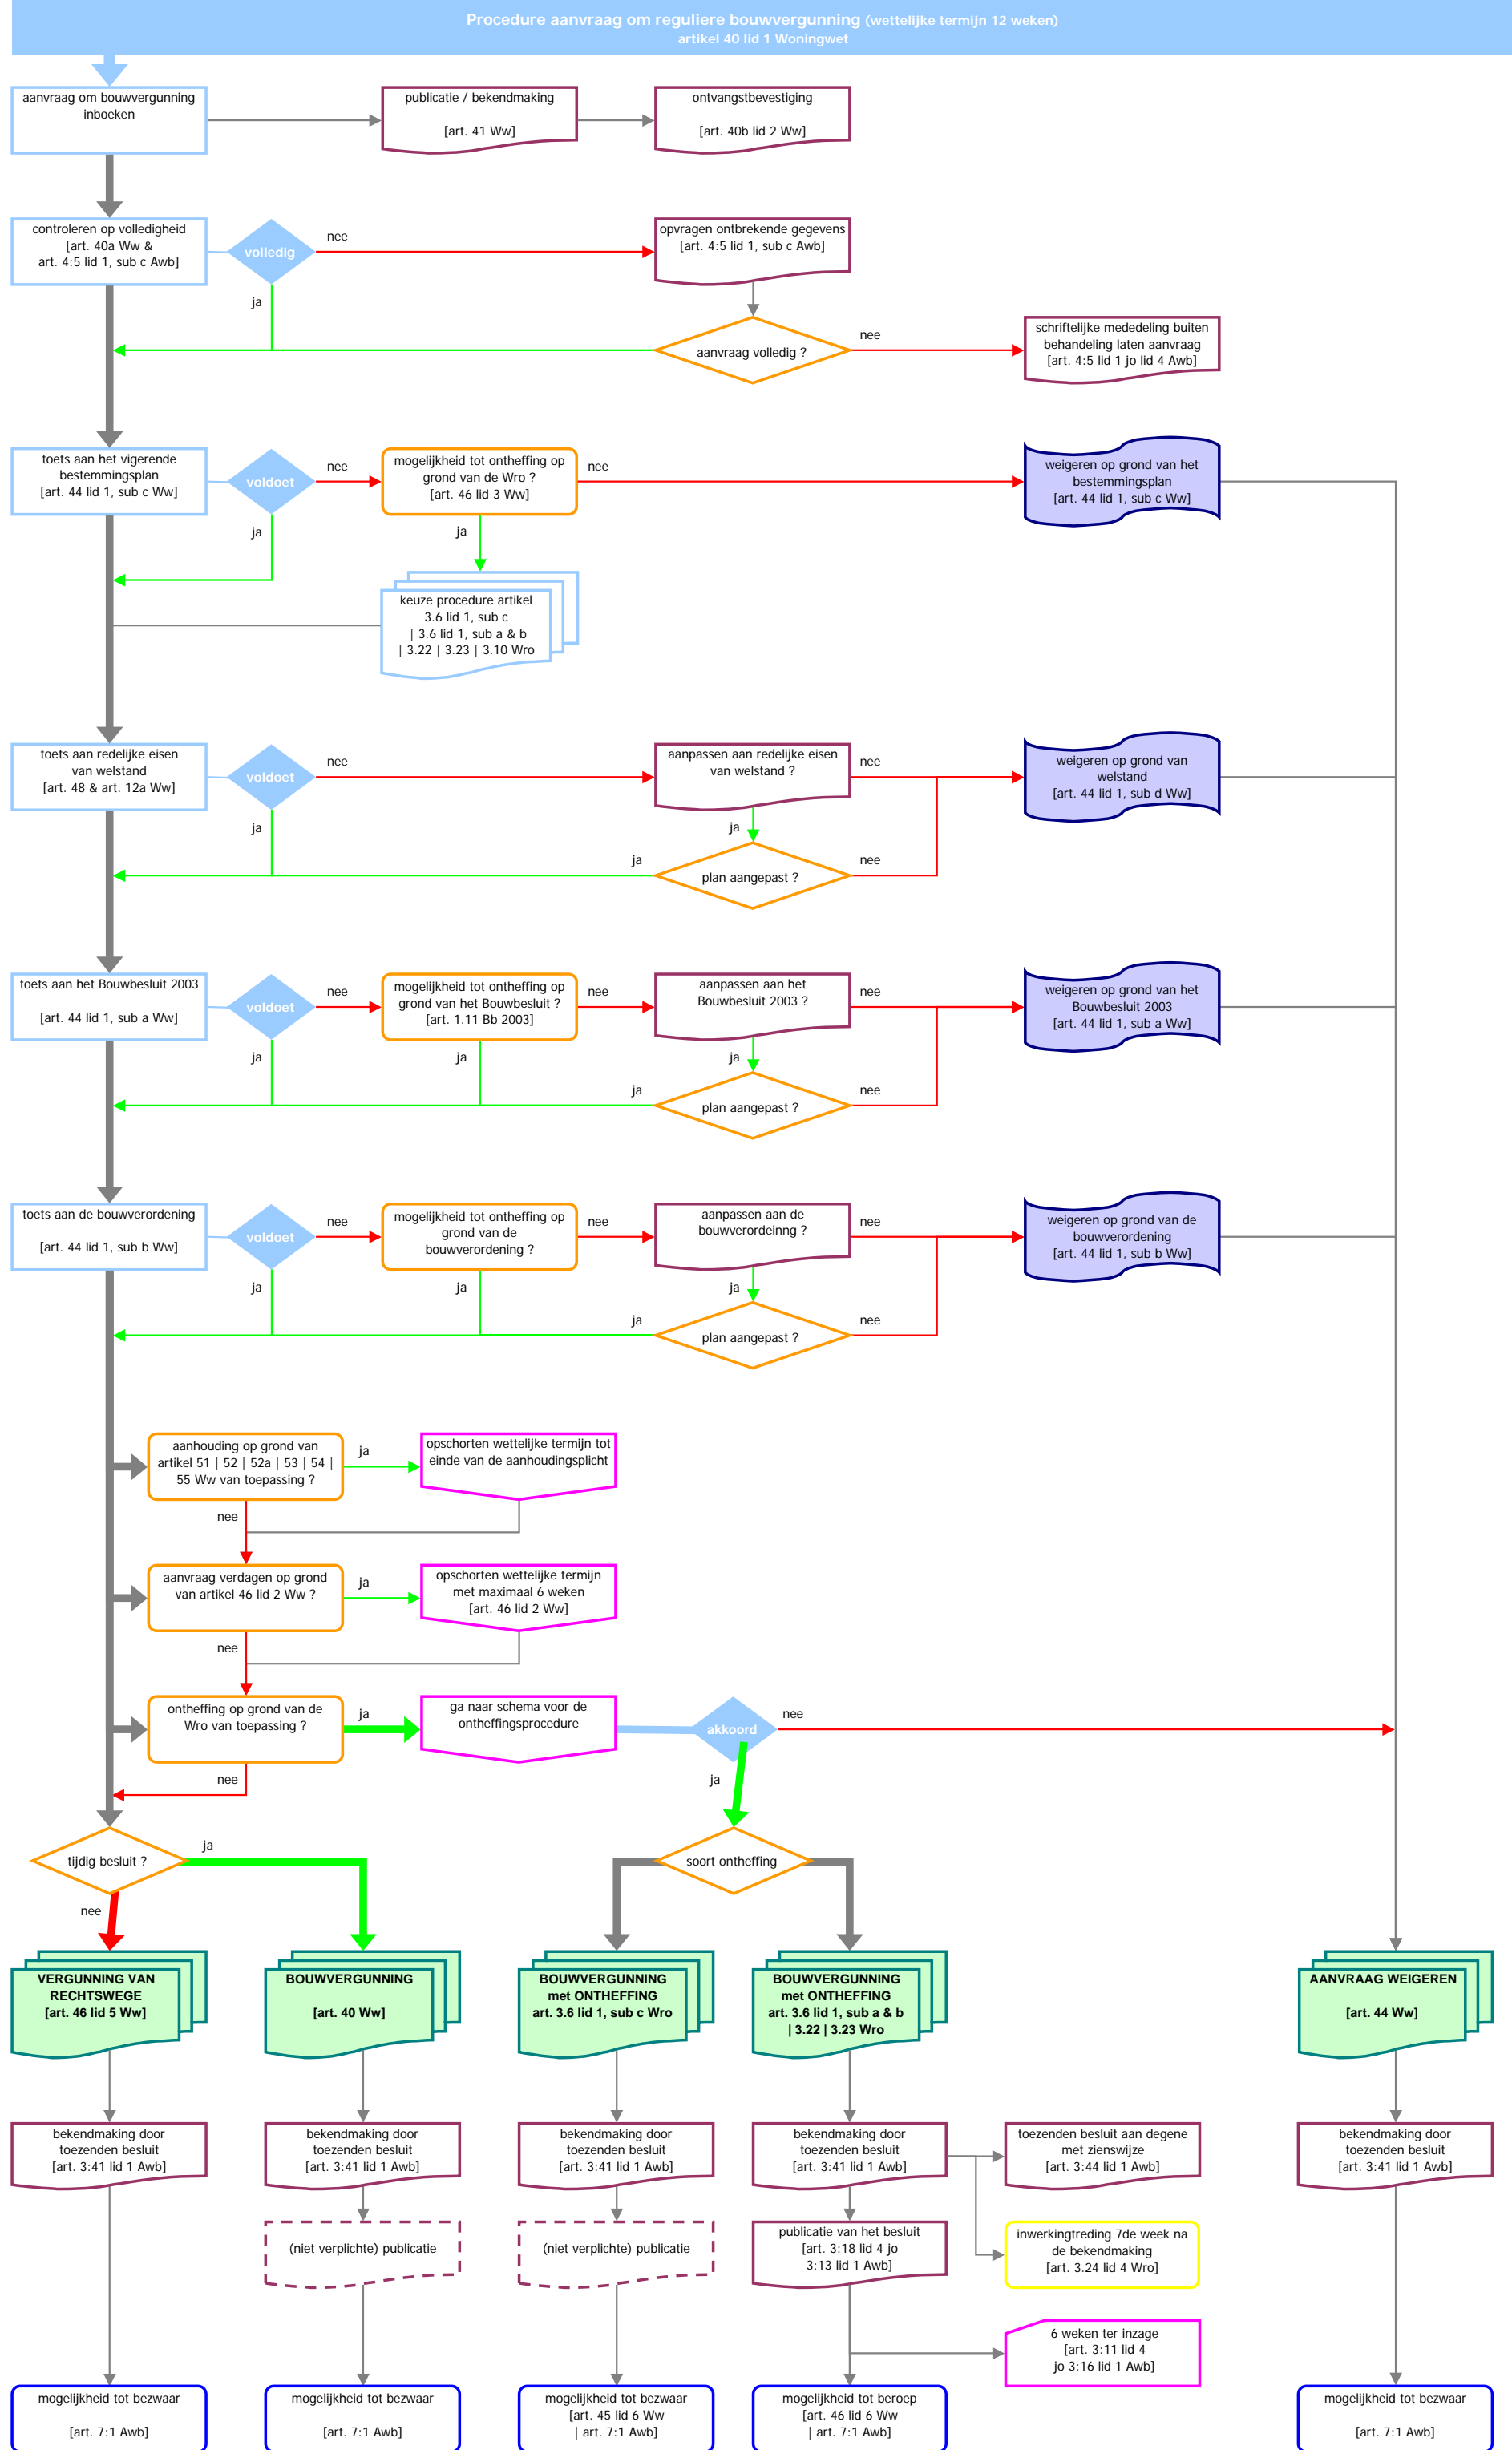 Procedure aanvraag om reguliere bouwvergunning (wettelijke termijn 12 weken)
artikel 40 lid 1 Woningwet
aanvraag om bouwvergunning
inboeken
publicatie / bekendmaking
[art. 41 Ww]
ontvangstbevestiging
[art. 40b lid 2 Ww]
controleren op volledigheid
[art. 40a Ww &
art. 4:5 lid 1, sub c Awb]
volledig
nee
ja
opvragen ontbrekende gegevens
[art. 4:5 lid 1, sub c Awb]
aanvraag volledig ?
nee
schriftelijke mededeling buiten
behandeling laten aanvraag
[art. 4:5 lid 1 jo lid 4 Awb]
toets aan het vigerende
bestemmingsplan
[art. 44 lid 1, sub c Ww]
voldoet
nee
ja
mogelijkheid tot ontheffing op
grond van de Wro ?
[art. 46 lid 3 Ww]
nee
ja
weigeren op grond van het
bestemmingsplan
[art. 44 lid 1, sub c Ww]
keuze procedure artikel
3.6 lid 1, sub c
| 3.6 lid 1, sub a & b
| 3.22 | 3.23 | 3.10 Wro
toets aan redelijke eisen
van welstand
[art. 48 & art. 12a Ww]
voldoet
nee
ja
aanpassen aan redelijke eisen
van welstand ?
nee
ja
weigeren op grond van
welstand
[art. 44 lid 1, sub d Ww]
ja
plan aangepast ?
nee
toets aan het Bouwbesluit 2003
[art. 44 lid 1, sub a Ww]
voldoet
nee
ja
mogelijkheid tot ontheffing op
grond van het Bouwbesluit ?
[art. 1.11 Bb 2003]
nee
ja
aanpassen aan het
Bouwbesluit 2003 ?
nee
ja
weigeren op grond van het
Bouwbesluit 2003
[art. 44 lid 1, sub a Ww]
ja
plan aangepast ?
nee
toets aan de bouwverordening
[art. 44 lid 1, sub b Ww]
voldoet
nee
ja
mogelijkheid tot ontheffing op
grond van de
bouwverordening ?
nee
ja
aanpassen aan de
bouwverordeinng ?
nee
ja
weigeren op grond van de
bouwverordening
[art. 44 lid 1, sub b Ww]
ja
plan aangepast ?
nee
aanhouding op grond van
artikel 51 | 52 | 52a | 53 | 54 |
55 Ww van toepassing ?
ja
nee
opschorten wettelijke termijn tot
einde van de aanhoudingsplicht
aanvraag verdagen op grond
van artikel 46 lid 2 Ww ?
ja
nee
opschorten wettelijke termijn
met maximaal 6 weken
[art. 46 lid 2 Ww]
ontheffing op grond van de
Wro van toepassing ?
ja
nee
ga naar schema voor de
ontheffingsprocedure
akkoord
nee
ja
tijdig besluit ?
ja
nee
soort ontheffing
VERGUNNING VAN
RECHTSWEGE
[art. 46 lid 5 Ww]
BOUWVERGUNNING
[art. 40 Ww]
BOUWVERGUNNING
met ONTHEFFING
art. 3.6 lid 1, sub c Wro
BOUWVERGUNNING
met ONTHEFFING
art. 3.6 lid 1, sub a & b
| 3.22 | 3.23 Wro
AANVRAAG WEIGEREN
[art. 44 Ww]
bekendmaking door
toezenden besluit
[art. 3:41 lid 1 Awb]
bekendmaking door
toezenden besluit
[art. 3:41 lid 1 Awb]
bekendmaking door
toezenden besluit
[art. 3:41 lid 1 Awb]
bekendmaking door
toezenden besluit
[art. 3:41 lid 1 Awb]
toezenden besluit aan degene
met zienswijze
[art. 3:44 lid 1 Awb]
bekendmaking door
toezenden besluit
[art. 3:41 lid 1 Awb]
(niet verplichte) publicatie
(niet verplichte) publicatie
publicatie van het besluit
[art. 3:18 lid 4 jo
3:13 lid 1 Awb]
inwerkingtreding 7de week na
de bekendmaking
[art. 3.24 lid 4 Wro]
6 weken ter inzage
[art. 3:11 lid 4
jo 3:16 lid 1 Awb]
mogelijkheid tot bezwaar
[art. 7:1 Awb]
mogelijkheid tot bezwaar
[art. 7:1 Awb]
mogelijkheid tot bezwaar
[art. 45 lid 6 Ww
| art. 7:1 Awb]
mogelijkheid tot beroep
[art. 46 lid 6 Ww
| art. 7:1 Awb]
mogelijkheid tot bezwaar
[art. 7:1 Awb]